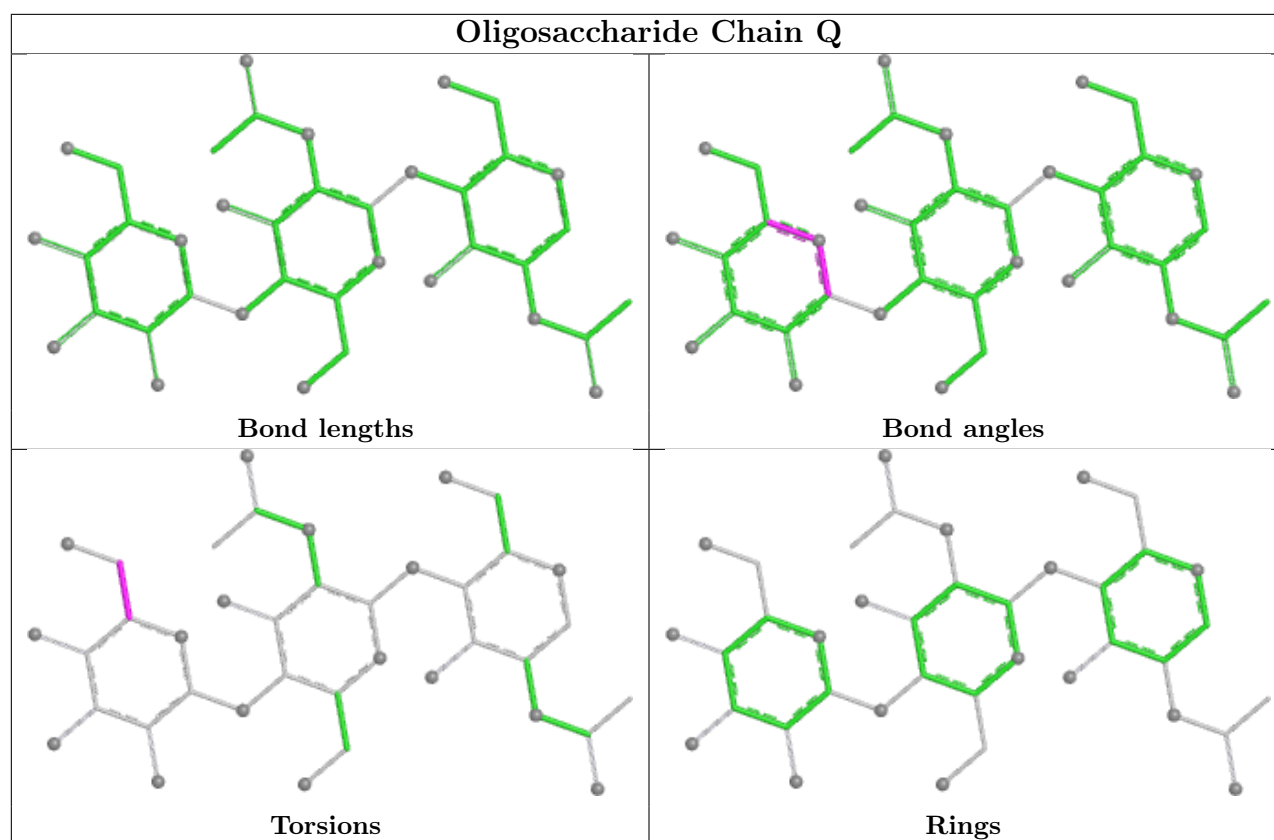 Oligosaccharide Chain Q
Bond lengths
Bond angles
Torsions
Rings